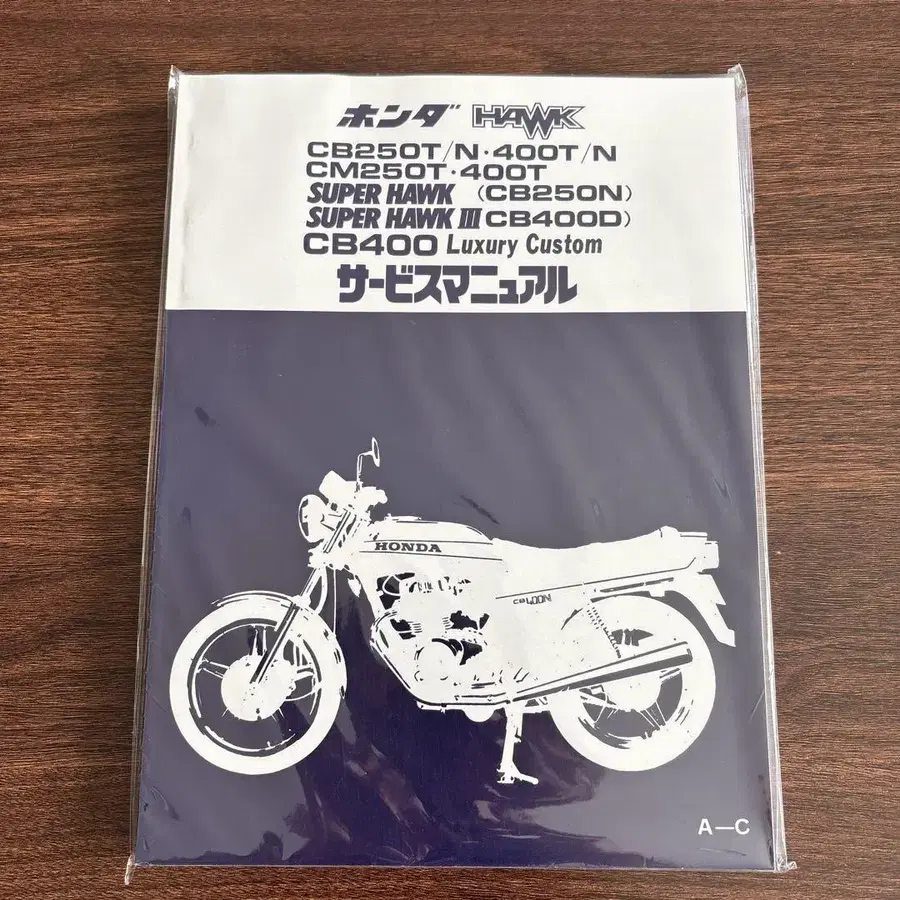 ホンダ HAWK
CB250T/N・400T/N
CM250T・400T
SUPER HAWK (CB250N)
SUPER HAWK III CB400D)
CB400 Luxury Custom
サービスマニュアル
HONDA
CB400N
A—C